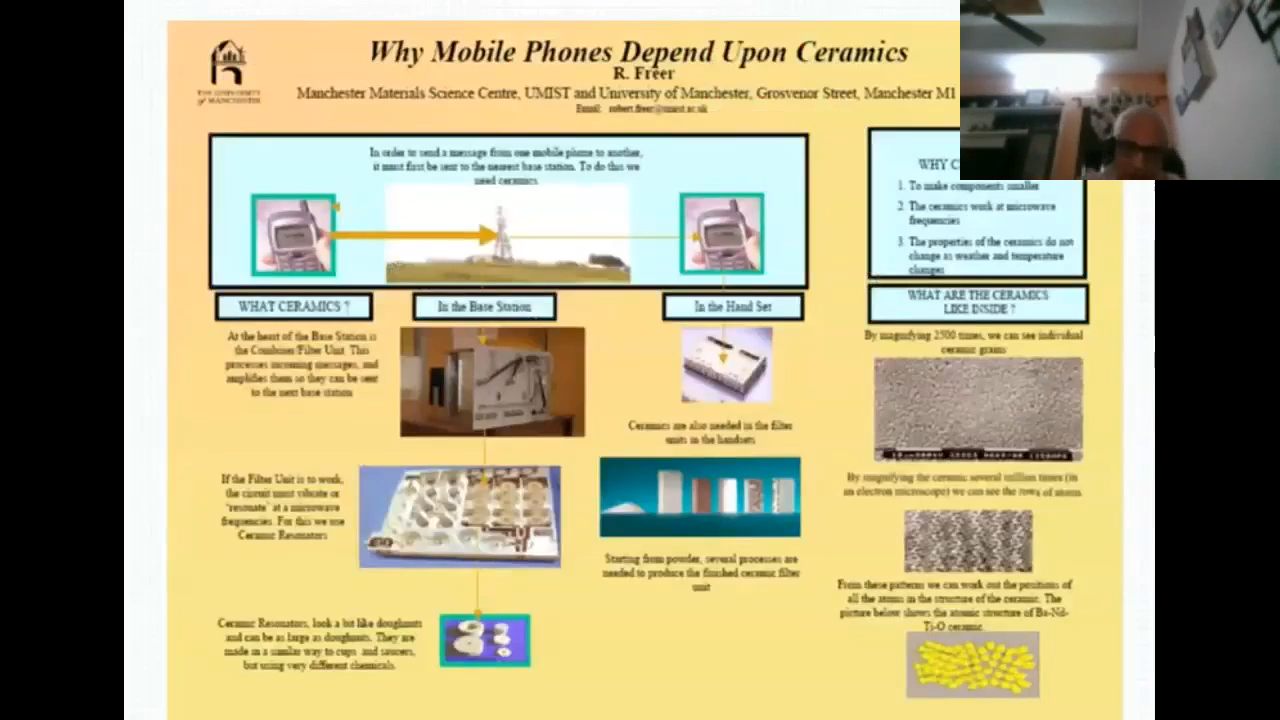 Why Mobile Phones Depend Upon Ceramics
R. Freer
THE UNIVERSITY
of MANCHESTER
Manchester Materials Science Centre, UMIST and University of Manchester, Grosvenor Street, Manchester M1
Email: robert.freer@umist.ac.uk
In order to send a message from one mobile phone to another,
it must first be sent to the nearest base station. To do this we
need ceramics.
WHY
1. To make components smaller
2. The ceramics work at microwave
frequencies
3. The properties of the ceramics do not
change as weather and temperature
changes
WHAT CERAMICS ?
In the Base Station
In the Hand Set
WHAT ARE THE CERAMICS
LIKE INSIDE ?
At the heart of the Base Station is
the Combiner/Filter Unit. This
processes incoming messages, and
amplifies them so they can be sent
to the next base station
By magnifying 2500 times, we can see individual
ceramic grains
Ceramics are also needed in the filter
units in the handsets
If the Filter Unit is to work,
the circuit must vibrate or
'resonate' at a microwave
frequencies. For this we use
Ceramic Resonators
By magnifying the ceramic several million times (in
an electron microscope) we can see the rows of atoms
Starting from powder, several processes are
needed to produce the finished ceramic filter
unit
From these patterns we can work out the positions of
all the atoms in the structure of the ceramic. The
picture below shows the atomic structure of Ba-Nd-
Ti-O ceramic.
Ceramic Resonators, look a bit like doughnuts
and can be as large as doughnuts. They are
made in a similar way to cups and saucers,
but using very different chemicals.